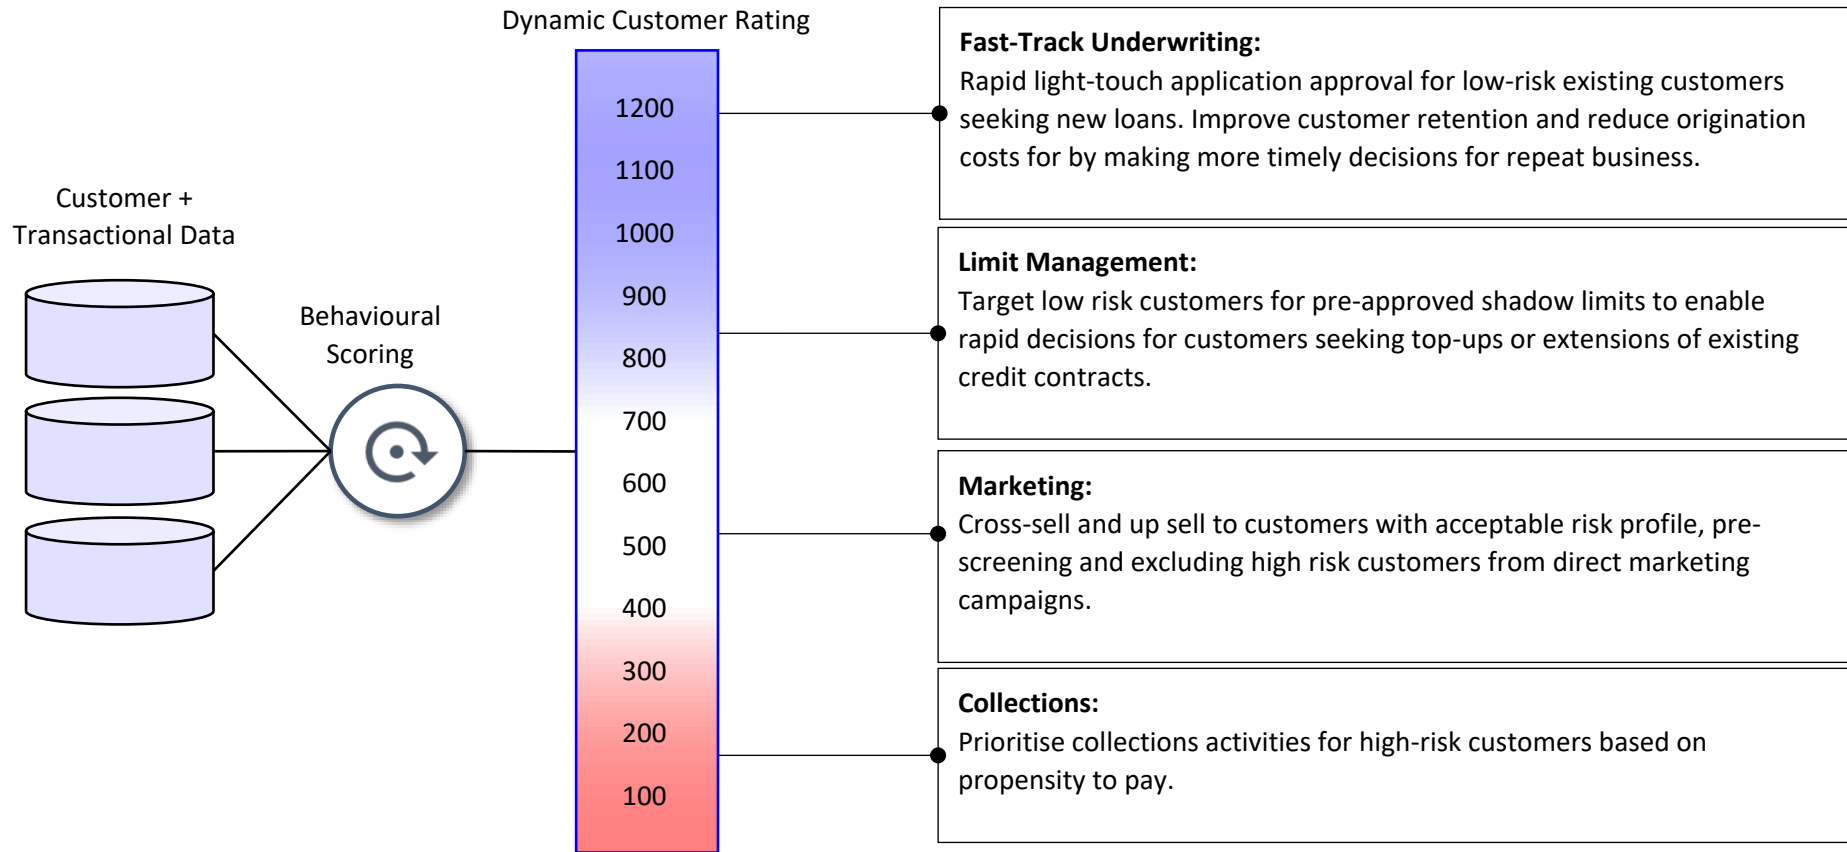 Dynamic Customer Rating
Customer +
Transactional Data
Behavioural
Scoring
1200
1100
1000
900
800
700
600
500
400
300
200
100
Fast-Track Underwriting:
Rapid light-touch application approval for low-risk existing customers
seeking new loans. Improve customer retention and reduce origination
costs for by making more timely decisions for repeat business.
Limit Management:
Target low risk customers for pre-approved shadow limits to enable
rapid decisions for customers seeking top-ups or extensions of existing
credit contracts.
Marketing:
Cross-sell and up sell to customers with acceptable risk profile, pre-
screening and excluding high risk customers from direct marketing
campaigns.
Collections:
Prioritise collections activities for high-risk customers based on
propensity to pay.